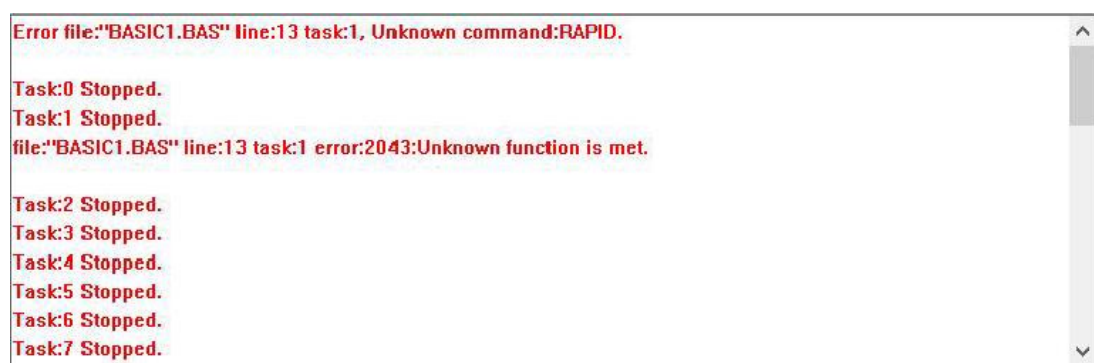 Error file:"BASIC1.BAS" line:13 task:1, Unknown command:RAPID.
Task:0 Stopped.
Task:1 Stopped.
file:"BASIC1.BAS" line:13 task:1 error:2043:Unknown function is met.
Task:2 Stopped.
Task:3 Stopped.
Task:4 Stopped.
Task:5 Stopped.
Task:6 Stopped.
Task:7 Stopped.